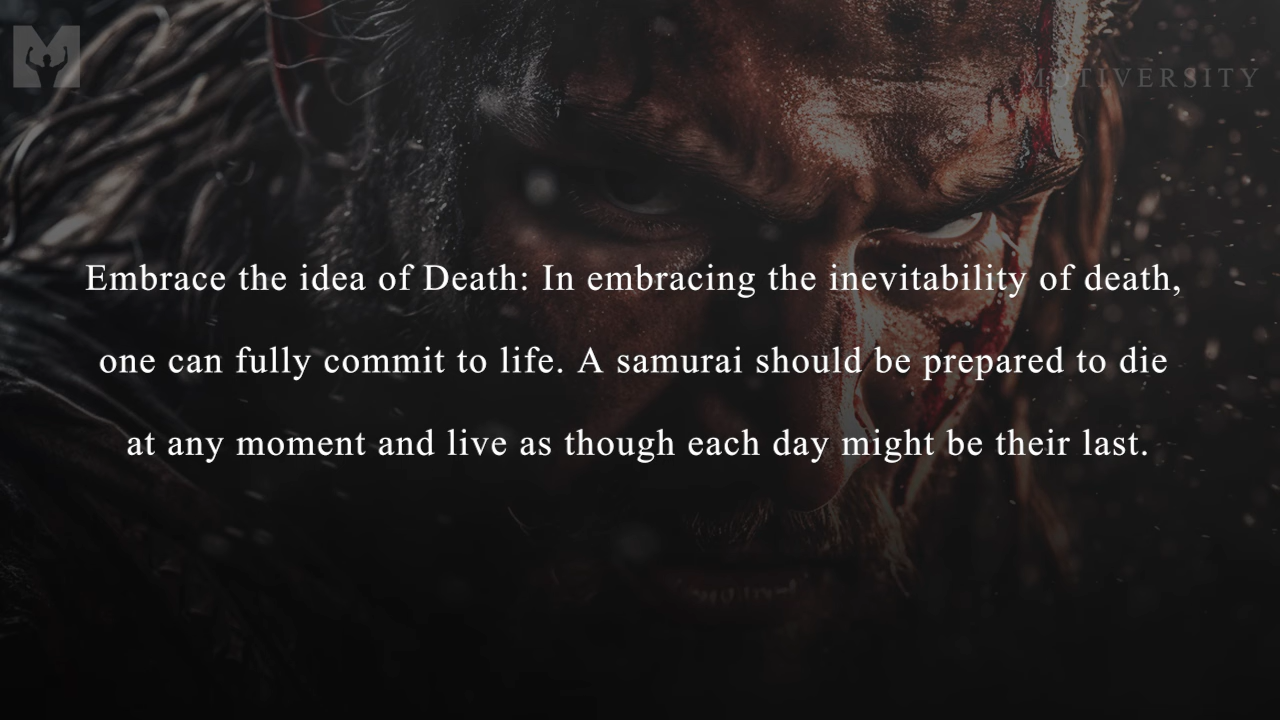 MOTIVERSITY
Embrace the idea of Death: In embracing the inevitability of death,
one can fully commit to life. A samurai should be prepared to die
at any moment and live as though each day might be their last.